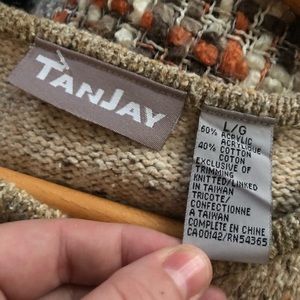 TANJAY
L/G
60% ACRYLIC
ACRYLIQUE
40% COTTON
COTON
EXCLUSIVE OF
TRIMMING
KNITTED/LINKED
IN TAIWAN
TRICOTE/
CONFECTIONNE
A TAIWAN
COMPLETE EN CHINE
CA00142/RN54365